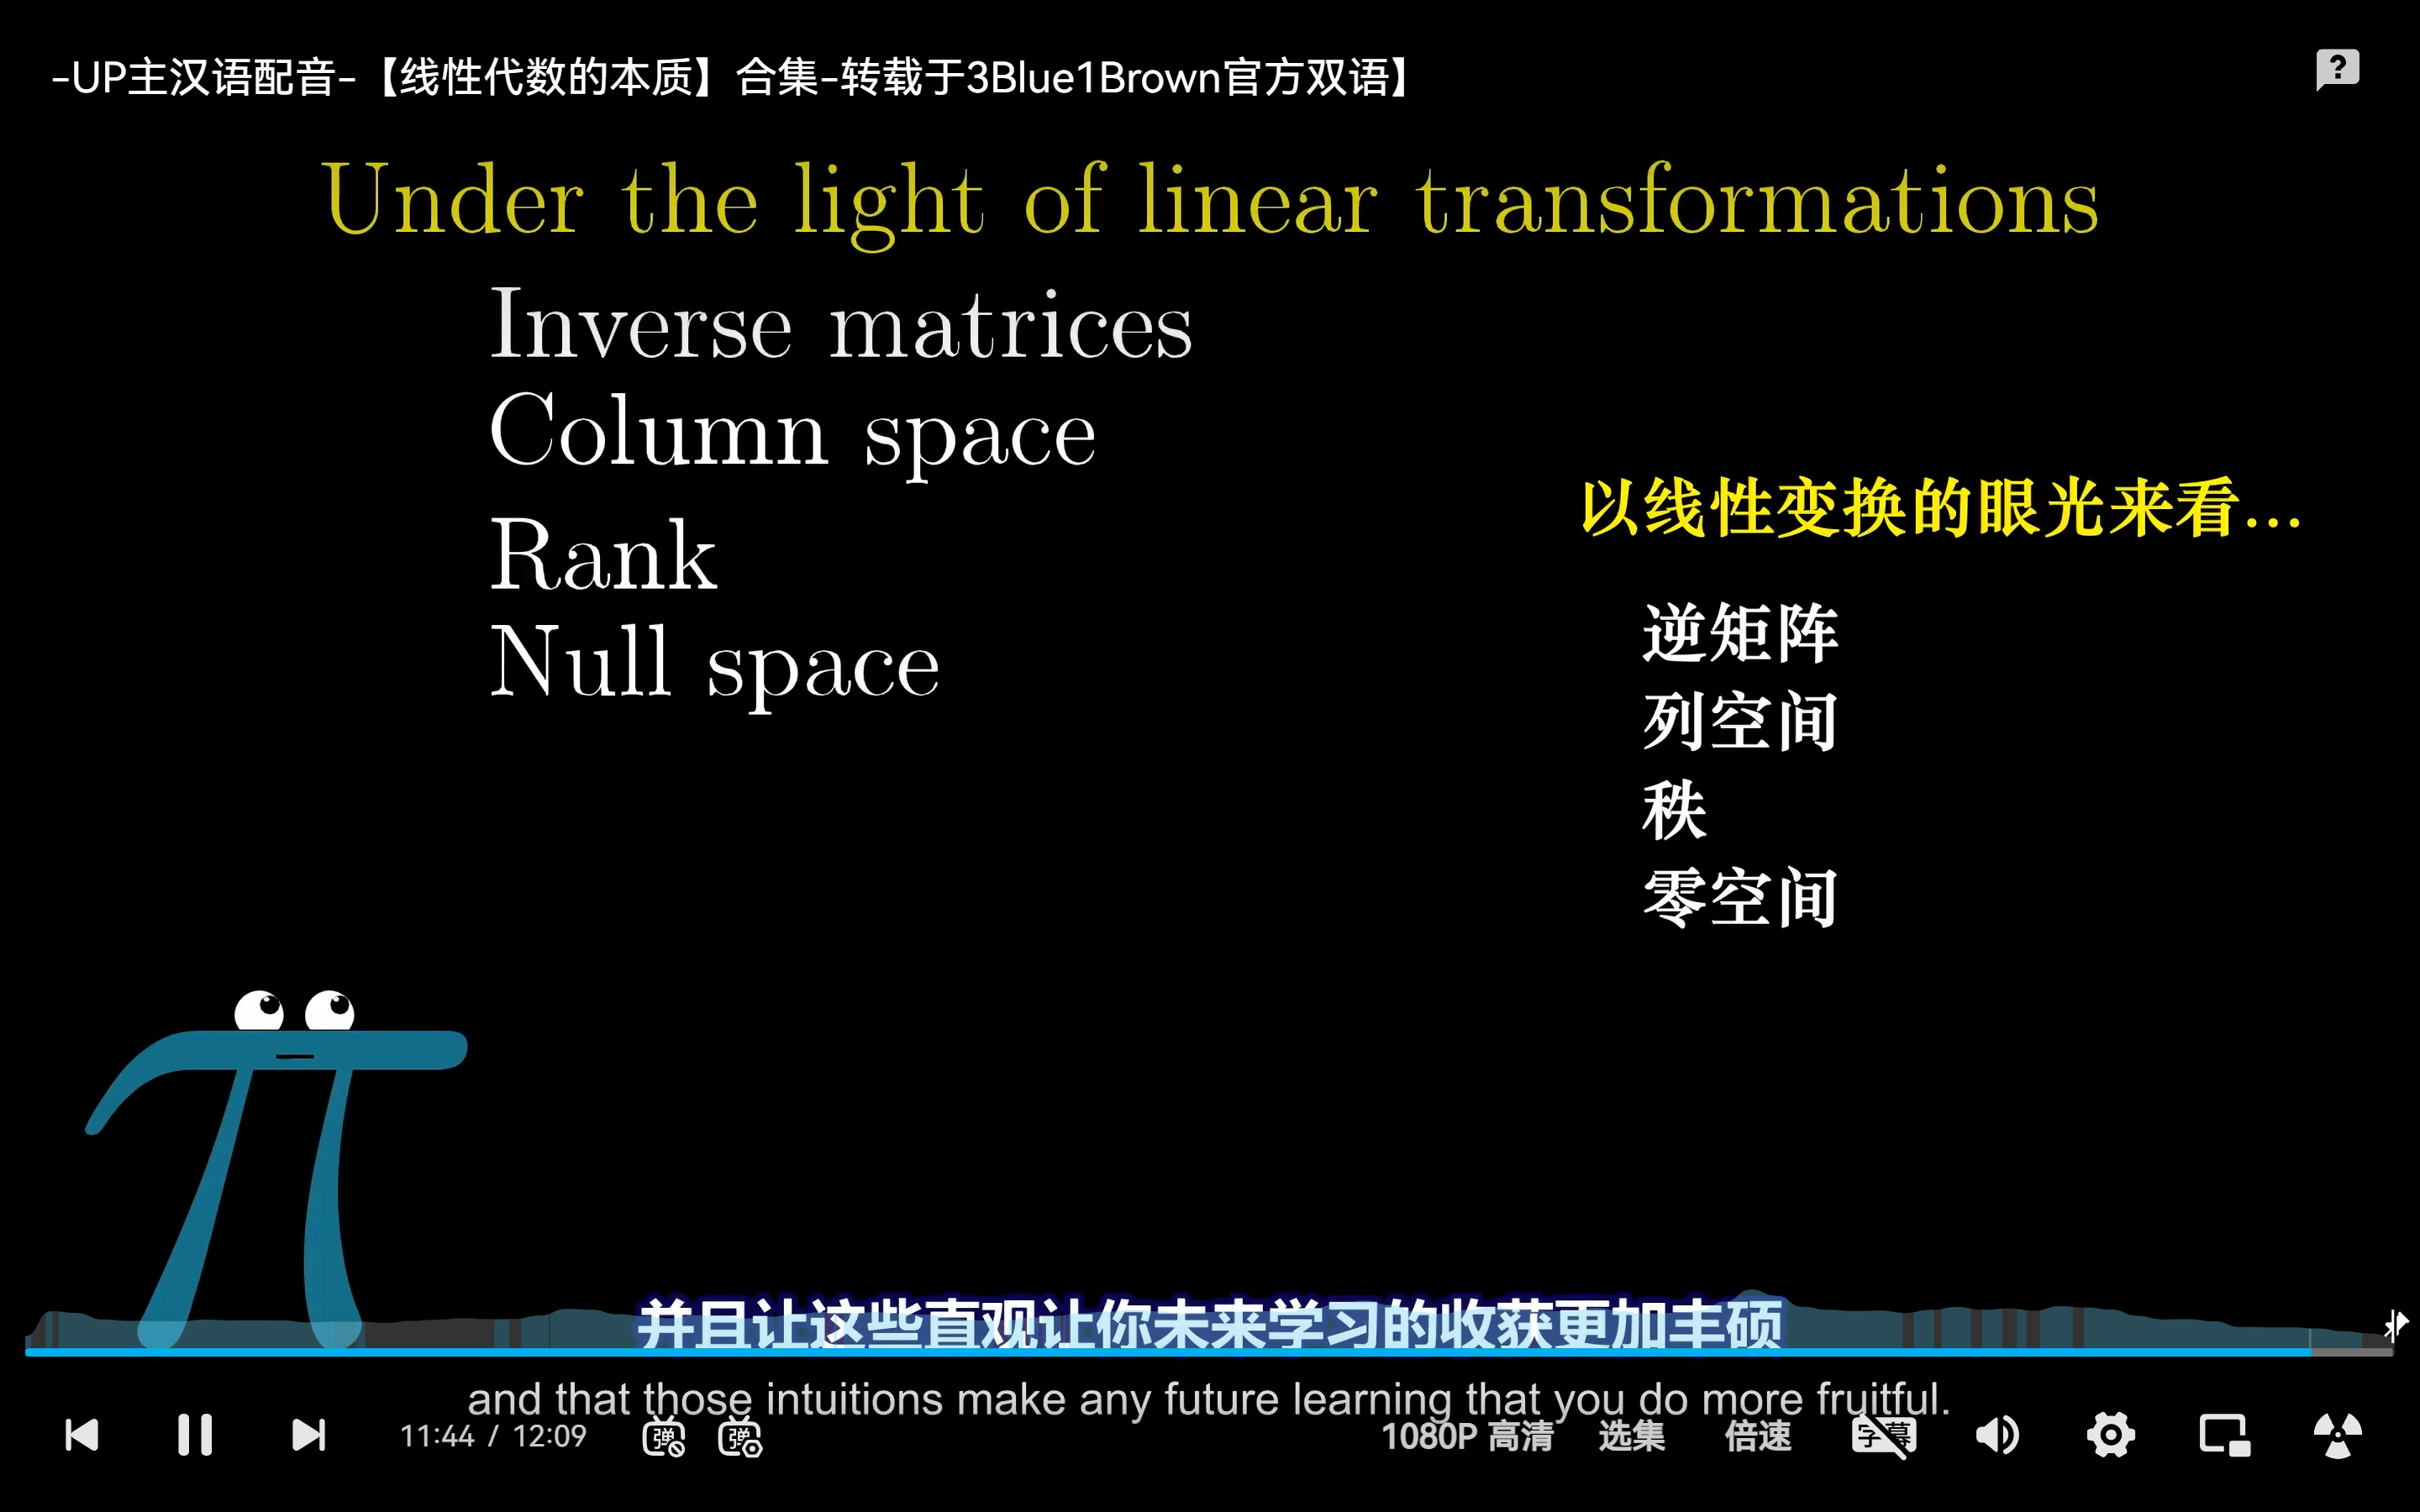 -UP主汉语配音-【线性代数的本质】合集-转载于3Blue1Brown官方双语】
?
Under the light of linear transformations
Inverse matrices
Column space
Rank
Null space
以线性变换的眼光来看...
逆矩阵
列空间
秩
零空间
并且让这些直观让你未来学习的收获更加丰硕
and that those intuitions make any future learning that you do more fruitful.
11:44 / 12:09
弹
弹
1080P 高清
选集
倍速
字幕